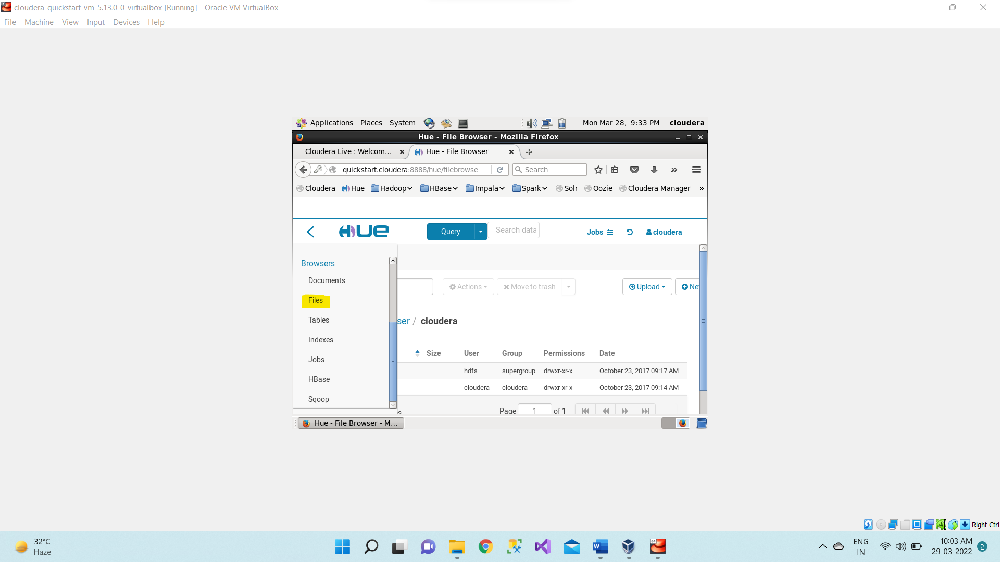 cloudera-quickstart-vm-5.13.0-0-virtualbox [Running] - Oracle VM VirtualBox
File Machine View Input Devices Help
Applications Places System Mon Mar 28, 9:33 PM cloudera
Hue - File Browser - Mozilla Firefox
Cloudera Live : Welcom... Hue - File Browser
quickstart.cloudera:8888/hue/filebrowse Search
Cloudera Hue Hadoop HBase Impala Spark Solr Oozie Cloudera Manager »
HUE Query Search data Jobs cloudera
Browsers
Documents
Actions Move to trash Upload New
Files
Tables
ser / cloudera
Indexes
Size User Group Permissions Date
Jobs
hdfs supergroup drwxr-xr-x October 23, 2017 09:17 AM
HBase
cloudera cloudera drwxr-xr-x October 23, 2017 09:14 AM
Sqoop
Page 1 of 1
Hue - File Browser - M...
Right Ctrl
32°C
Haze
64
ENG
IN
10:03 AM
29-03-2022
2